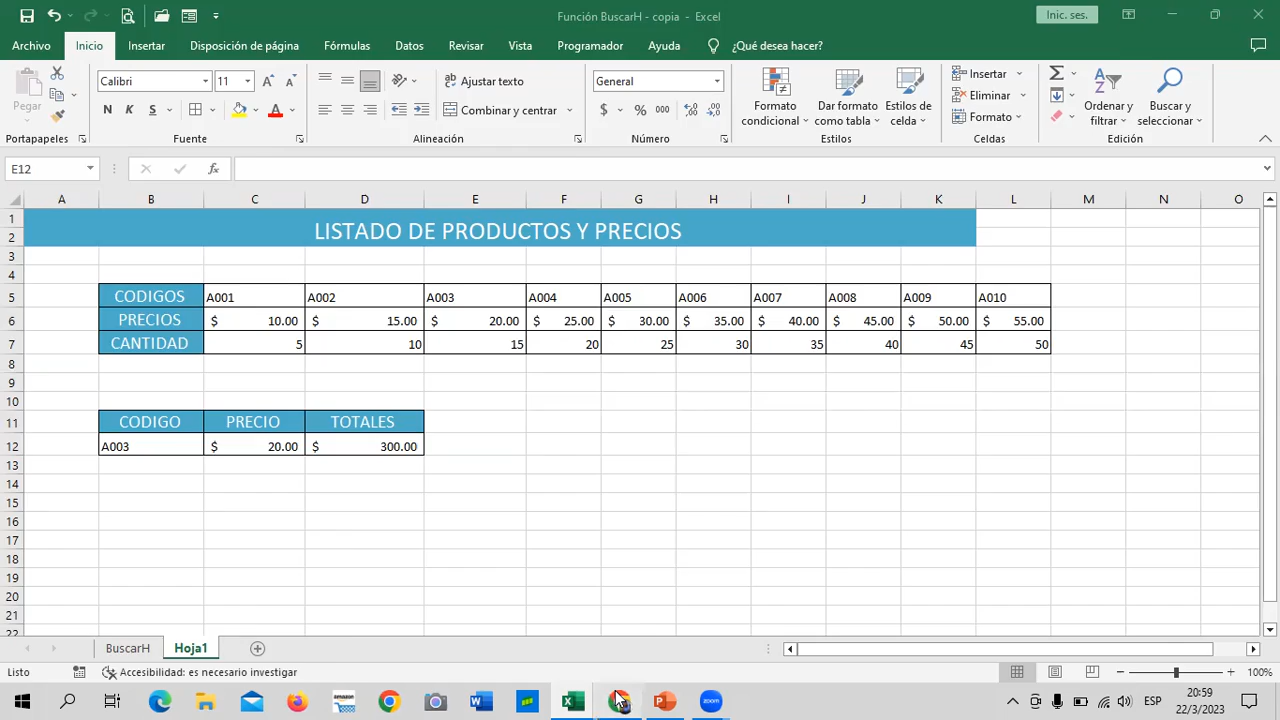 Función BuscarH - copia - Excel
Inic. ses.
Archivo Inicio Insertar Disposición de página Fórmulas Datos Revisar Vista Programador Ayuda ¿Qué desea hacer?
Pegar
Calibri 11
N K S
Ajustar texto
Combinar y centrar
General
$ % 000
Formato condicional
Dar formato como tabla
Estilos de celda
Insertar
Eliminar
Formato
Ordenar y filtrar
Buscar y seleccionar
Portapapeles Fuente Alineación Número Estilos Celdas Edición
E12 fx
A B C D E F G H I J K L M N O
1
LISTADO DE PRODUCTOS Y PRECIOS
2
3
4
5 CODIGOS A001 A002 A003 A004 A005 A006 A007 A008 A009 A010
6 PRECIOS $ 10.00 $ 15.00 $ 20.00 $ 25.00 $ 30.00 $ 35.00 $ 40.00 $ 45.00 $ 50.00 $ 55.00
7 CANTIDAD 5 10 15 20 25 30 35 40 45 50
8
9
10
11 CODIGO PRECIO TOTALES
12 A003 $ 20.00 $ 300.00
13
14
15
16
17
18
19
20
21
22
BuscarH Hoja1
Listo Accesibilidad: es necesario investigar 100%
amazon
zoom
ESP
20:59
22/3/2023